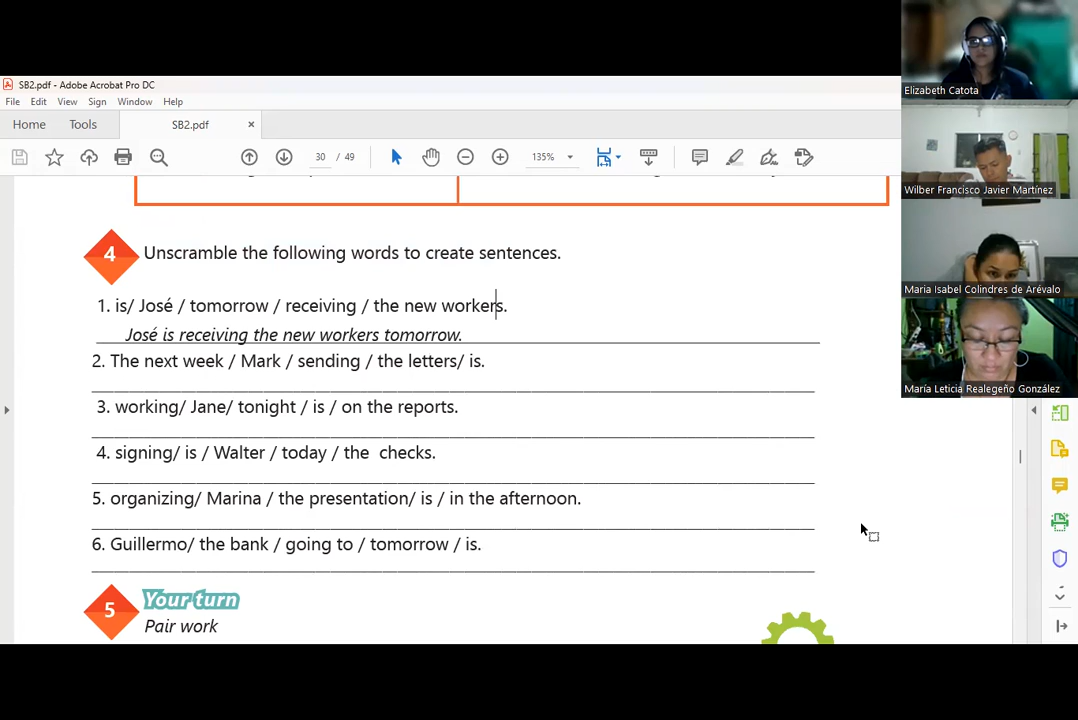 SB2.pdf - Adobe Acrobat Pro DC
File Edit View Sign Window Help
Home Tools SB2.pdf ×
30 / 49 135%
4 Unscramble the following words to create sentences.
1. is/ José / tomorrow / receiving / the new workers.
José is receiving the new workers tomorrow.
2. The next week / Mark / sending / the letters/ is.
3. working/ Jane/ tonight / is / on the reports.
4. signing/ is / Walter / today / the checks.
5. organizing/ Marina / the presentation/ is / in the afternoon.
6. Guillermo/ the bank / going to / tomorrow / is.
5 Your turn
Pair work
Elizabeth Catota
Wilber Francisco Javier Martínez
María Isabel Colindres de Arévalo
María Leticia Realegeño González